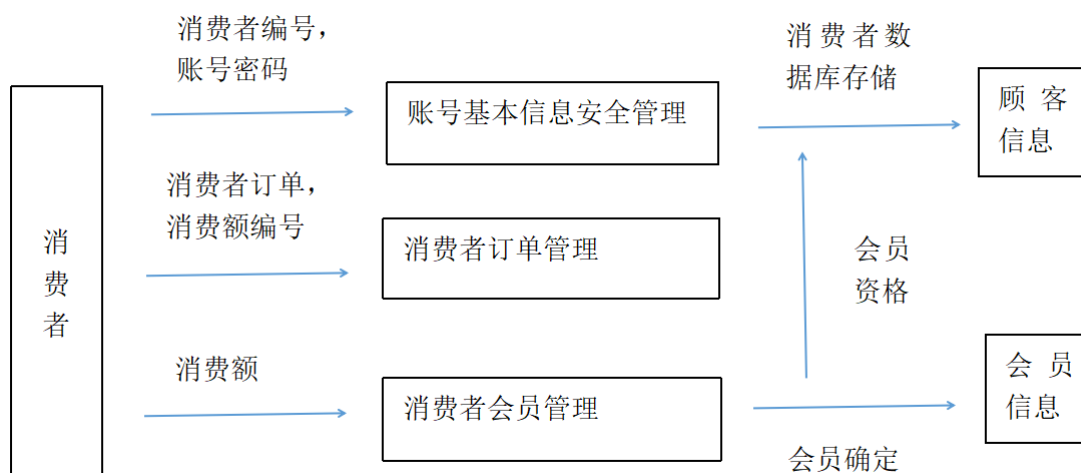 消费者编号，
账号密码
消费者数
据库存储
账号基本信息安全管理
顾客
信息
消费者订单，
消费额编号
消
费
者
消费者订单管理
会员
资格
消费额
消费者会员管理
会员
信息
会员确定